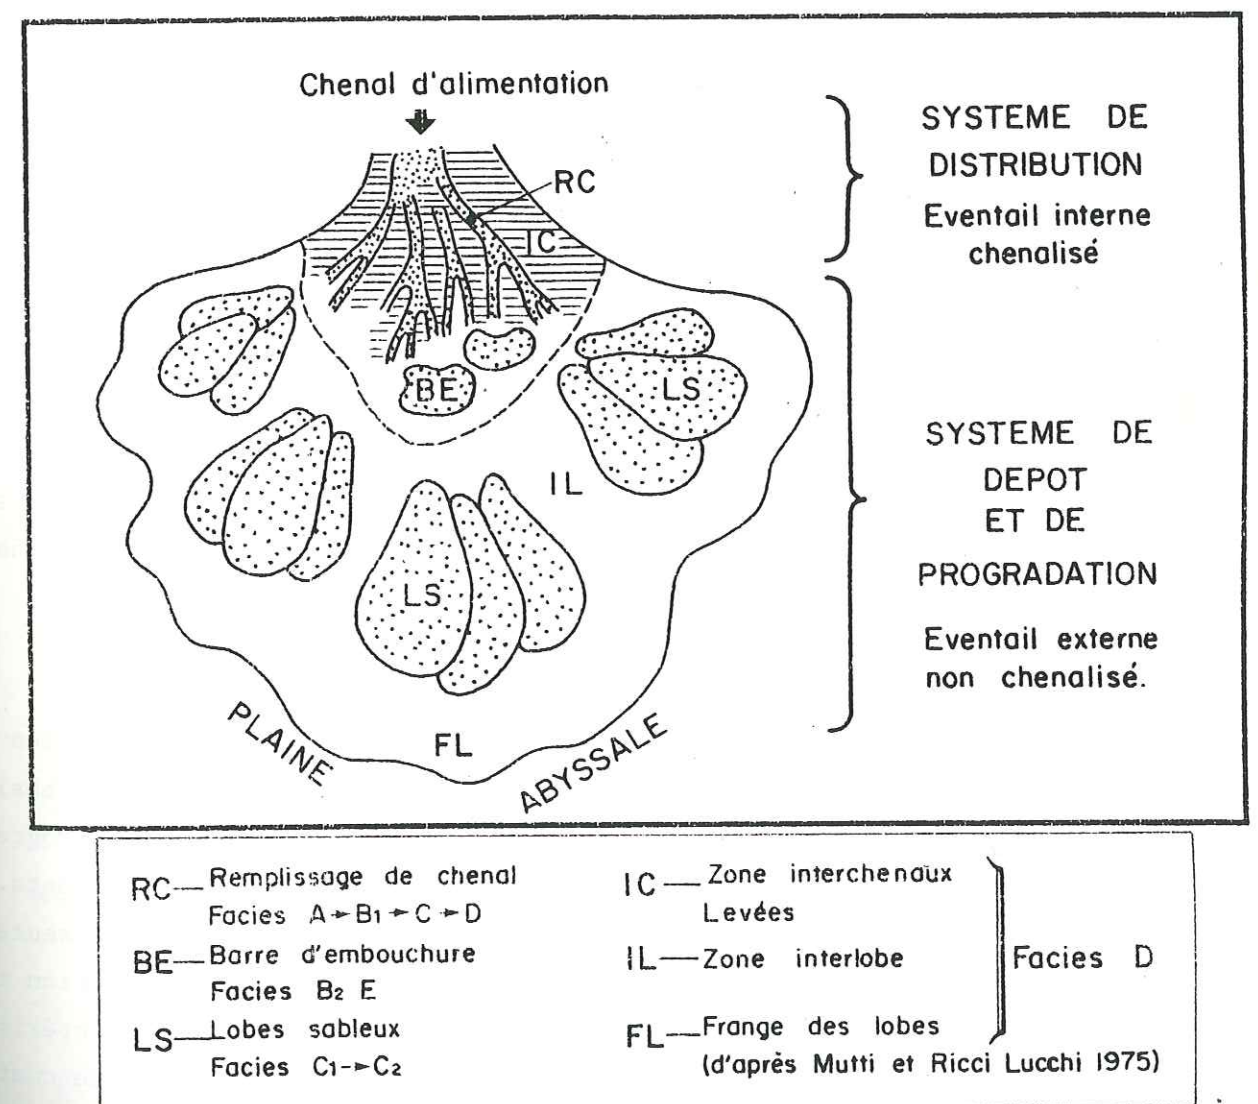 Chenal d'alimentation
RC
IC
BE
LS
IL
LS
FL
PLAINE
ABYSSALE
SYSTEME DE
DISTRIBUTION
Eventail interne
chenalisé
SYSTEME DE
DEPOT
ET DE
PROGRADATION
Eventail externe
non chenalisé.
RC—Remplissage de chenal
Facies A→B1→C→D
BE—Barre d'embouchure
Facies B2 E
LS—Lobes sableux
Facies C1→C2
IC—Zone interchenaux
Levées
IL—Zone interlobe
FL—Frange des lobes
(d'après Mutti et Ricci Lucchi 1975)
Facies D